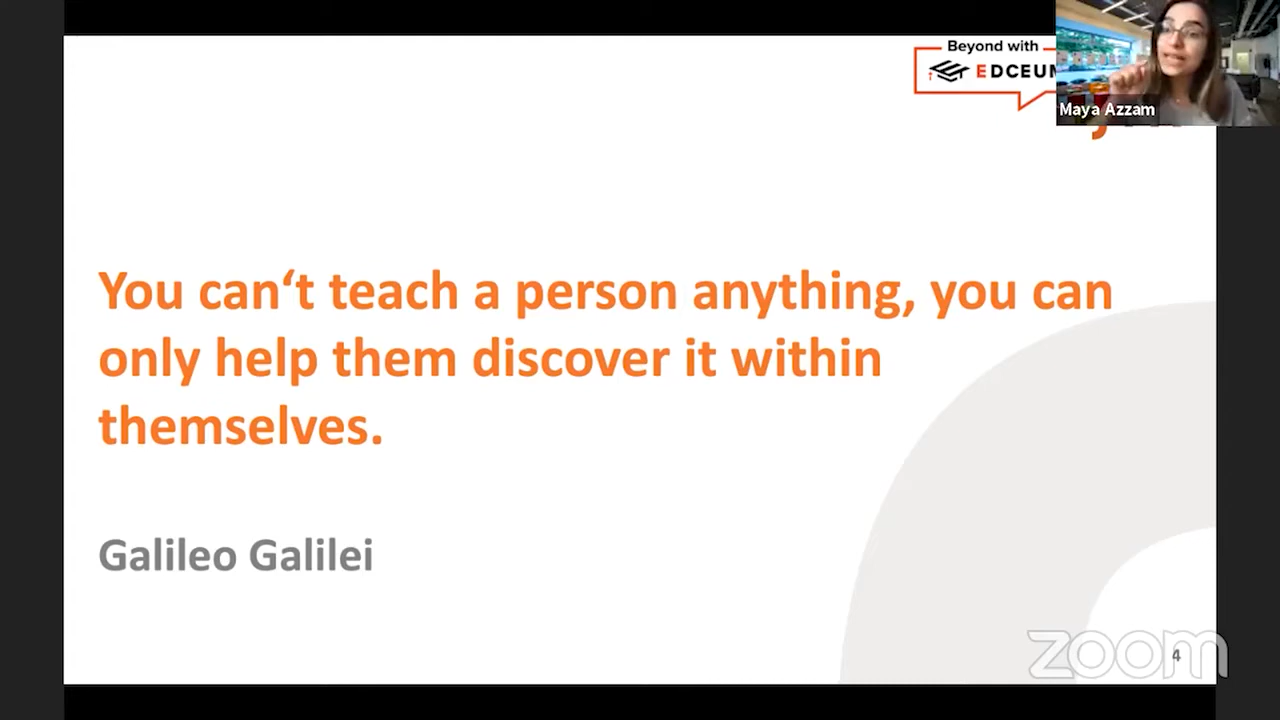 Beyond with
EDCEUM
Maya Azzam
You can‘t teach a person anything, you can
only help them discover it within
themselves.
Galileo Galilei
zoom
4